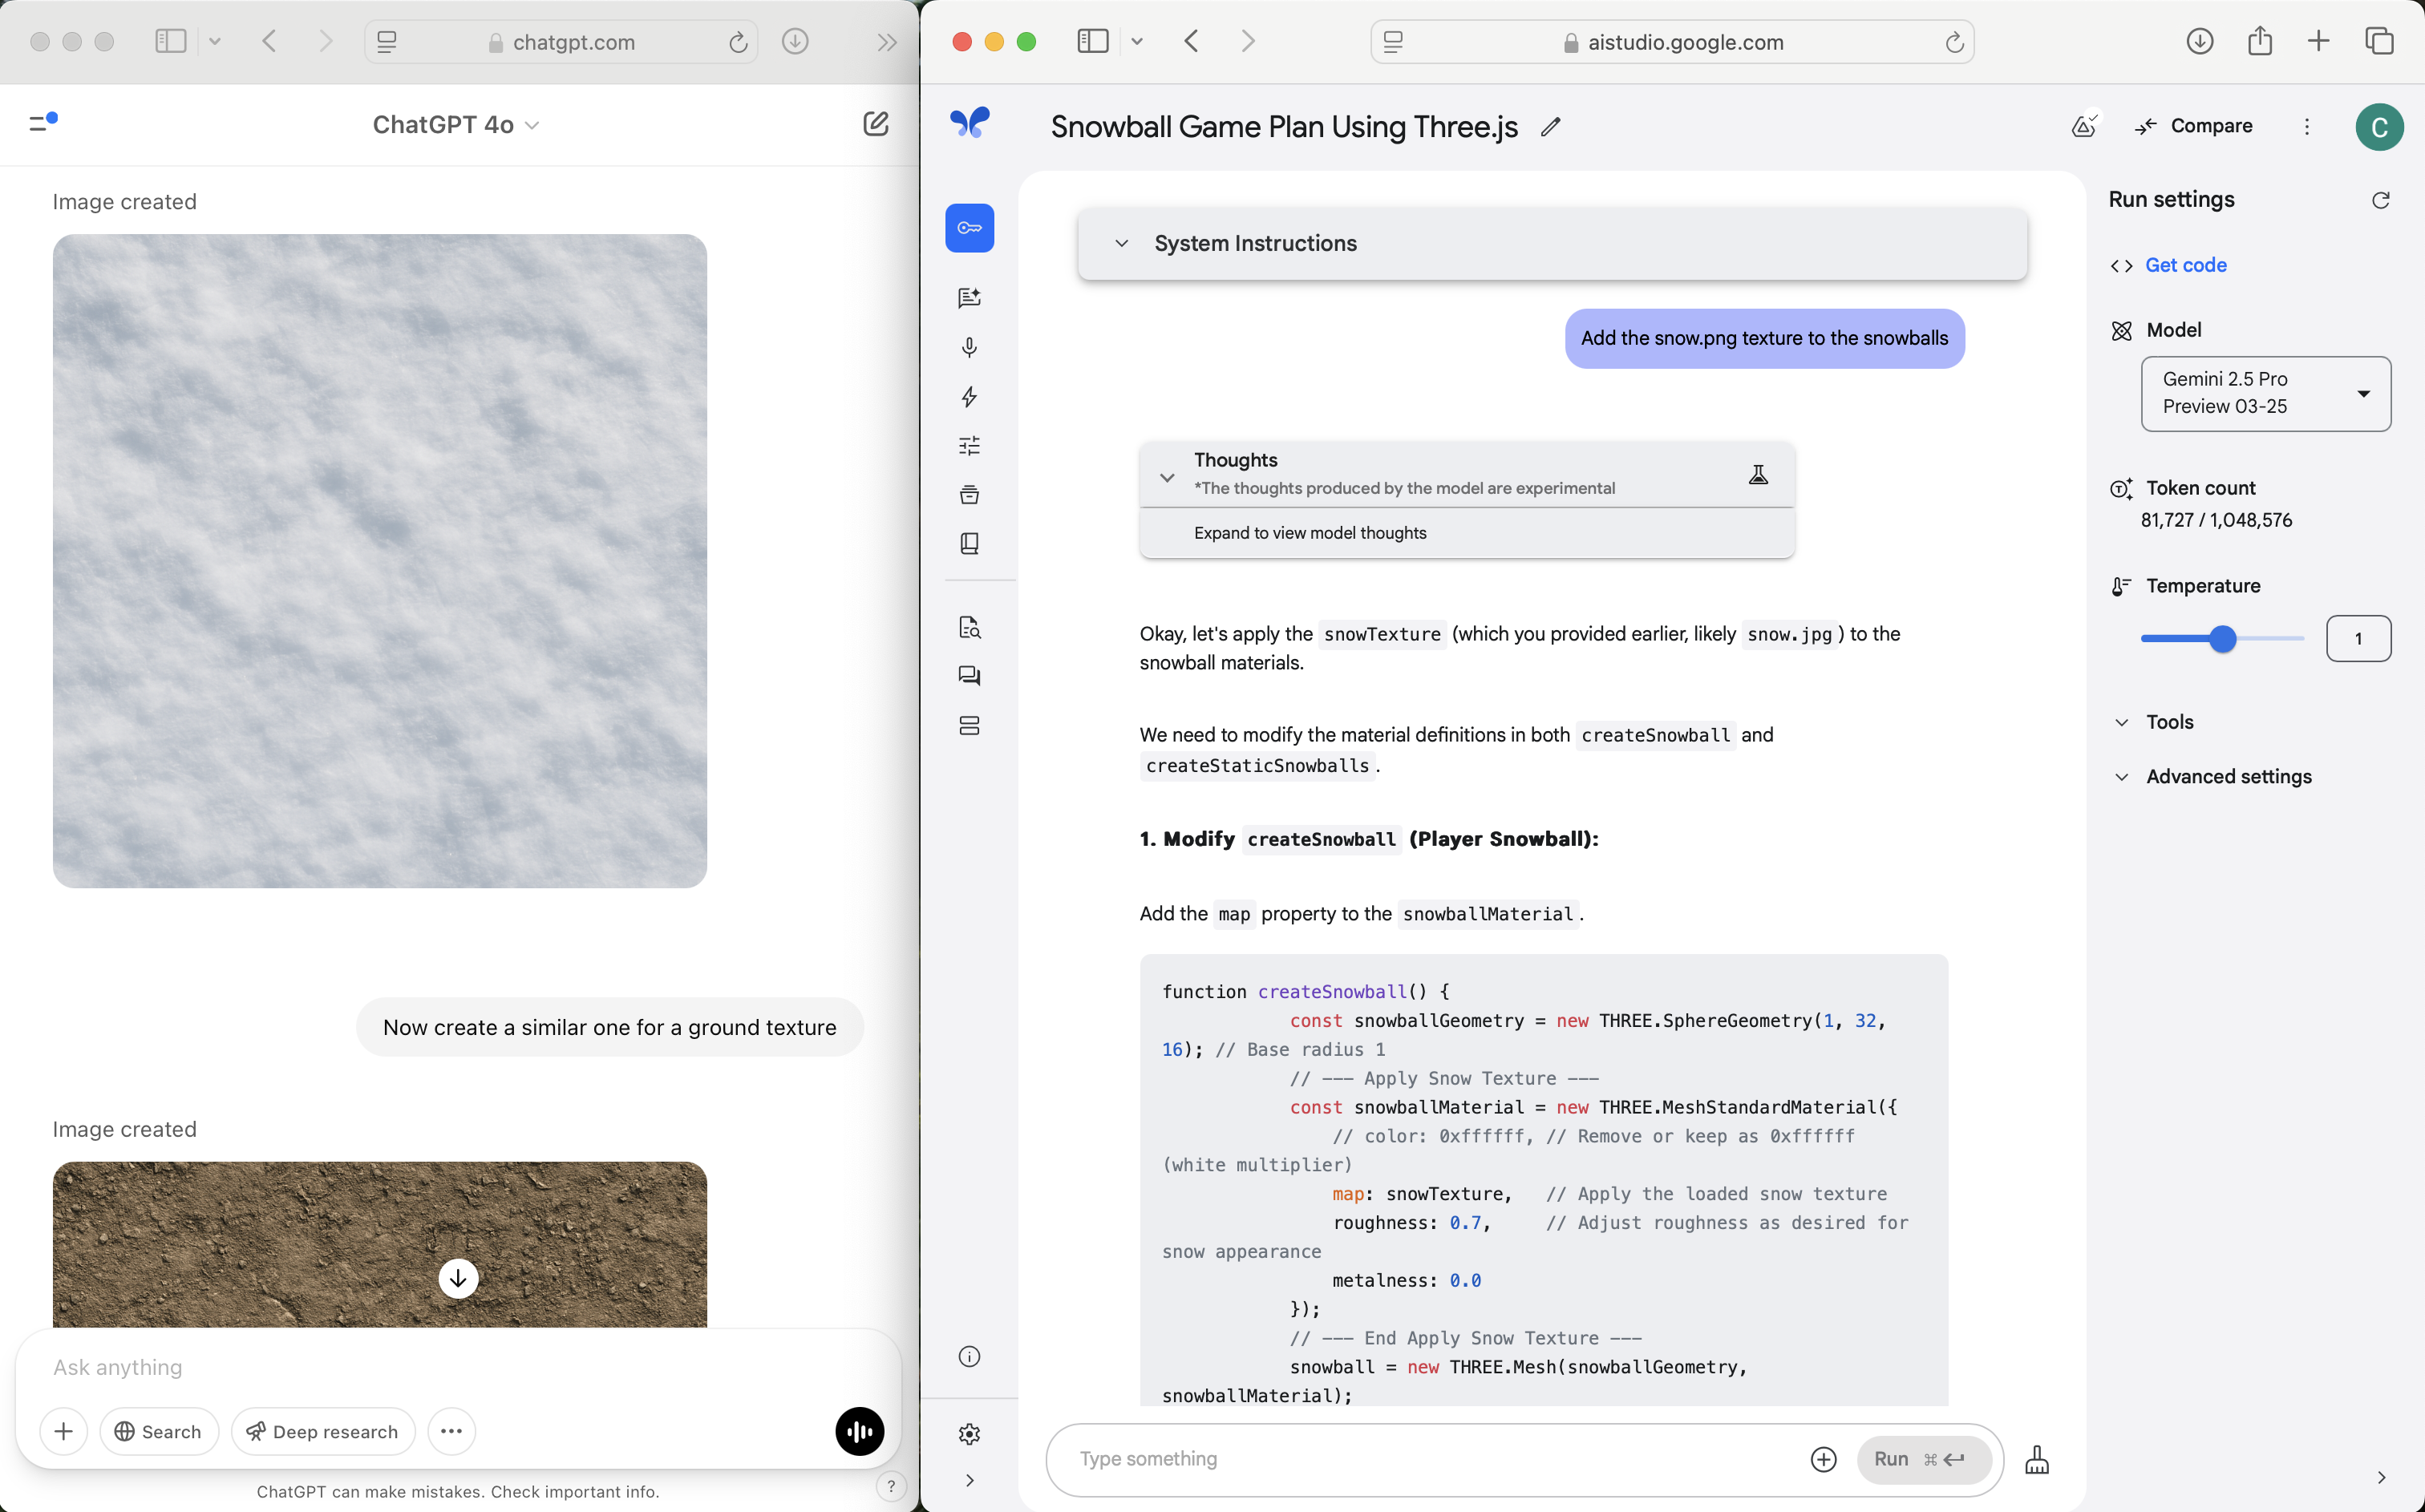 chatgpt.com
ChatGPT 4o
Image created
Now create a similar one for a ground texture
Image created
Ask anything
Search
Deep research
ChatGPT can make mistakes. Check important info.
?
aistudio.google.com
Snowball Game Plan Using Three.js
Compare
C
System Instructions
Add the snow.png texture to the snowballs
Thoughts
*The thoughts produced by the model are experimental
Expand to view model thoughts
Okay, let's apply the snowTexture (which you provided earlier, likely snow.jpg) to the
snowball materials.
We need to modify the material definitions in both createSnowball and
createStaticSnowballs.
1. Modify createSnowball (Player Snowball):
Add the map property to the snowballMaterial.
function createSnowball() {
const snowballGeometry = new THREE.SphereGeometry(1, 32,
16); // Base radius 1
// --- Apply Snow Texture ---
const snowballMaterial = new THREE.MeshStandardMaterial({
// color: 0xffffff, // Remove or keep as 0xffffff
(white multiplier)
map: snowTexture, // Apply the loaded snow texture
roughness: 0.7, // Adjust roughness as desired for
snow appearance
metalness: 0.0
});
// --- End Apply Snow Texture ---
snowball = new THREE.Mesh(snowballGeometry,
snowballMaterial);
Type something
Run ⌘ ↵
Run settings
Get code
Model
Gemini 2.5 Pro
Preview 03-25
Token count
81,727 / 1,048,576
Temperature
1
Tools
Advanced settings